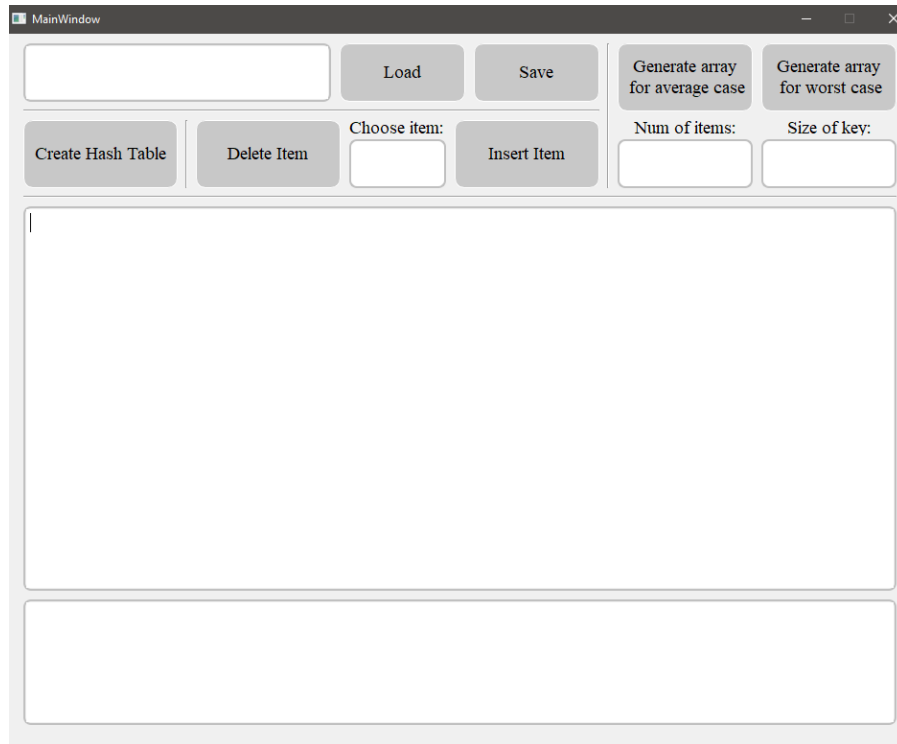 MainWindow
Load
Save
Generate array
for average case
Generate array
for worst case
Create Hash Table
Delete Item
Choose item:
Insert Item
Num of items:
Size of key: